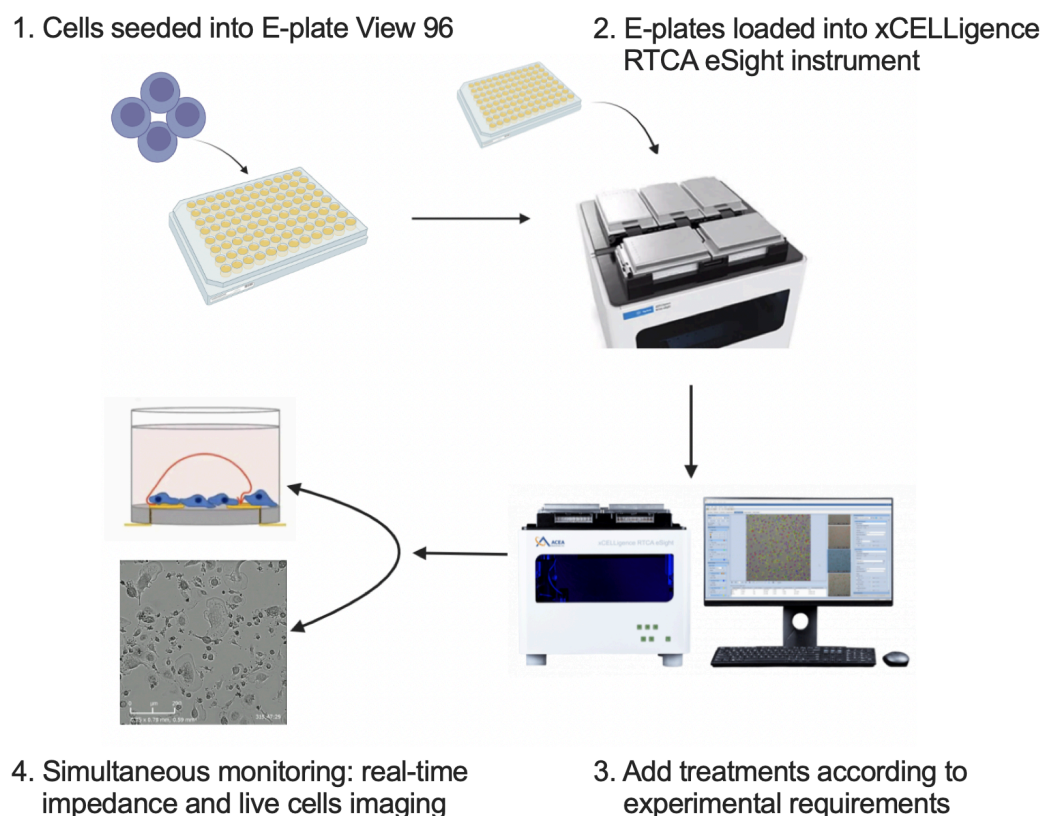 1. Cells seeded into E-plate View 96
2. E-plates loaded into xCELLigence
RTCA eSight instrument
ACEA
xCELLigence RTCA eSight
4. Simultaneous monitoring: real-time
impedance and live cells imaging
3. Add treatments according to
experimental requirements